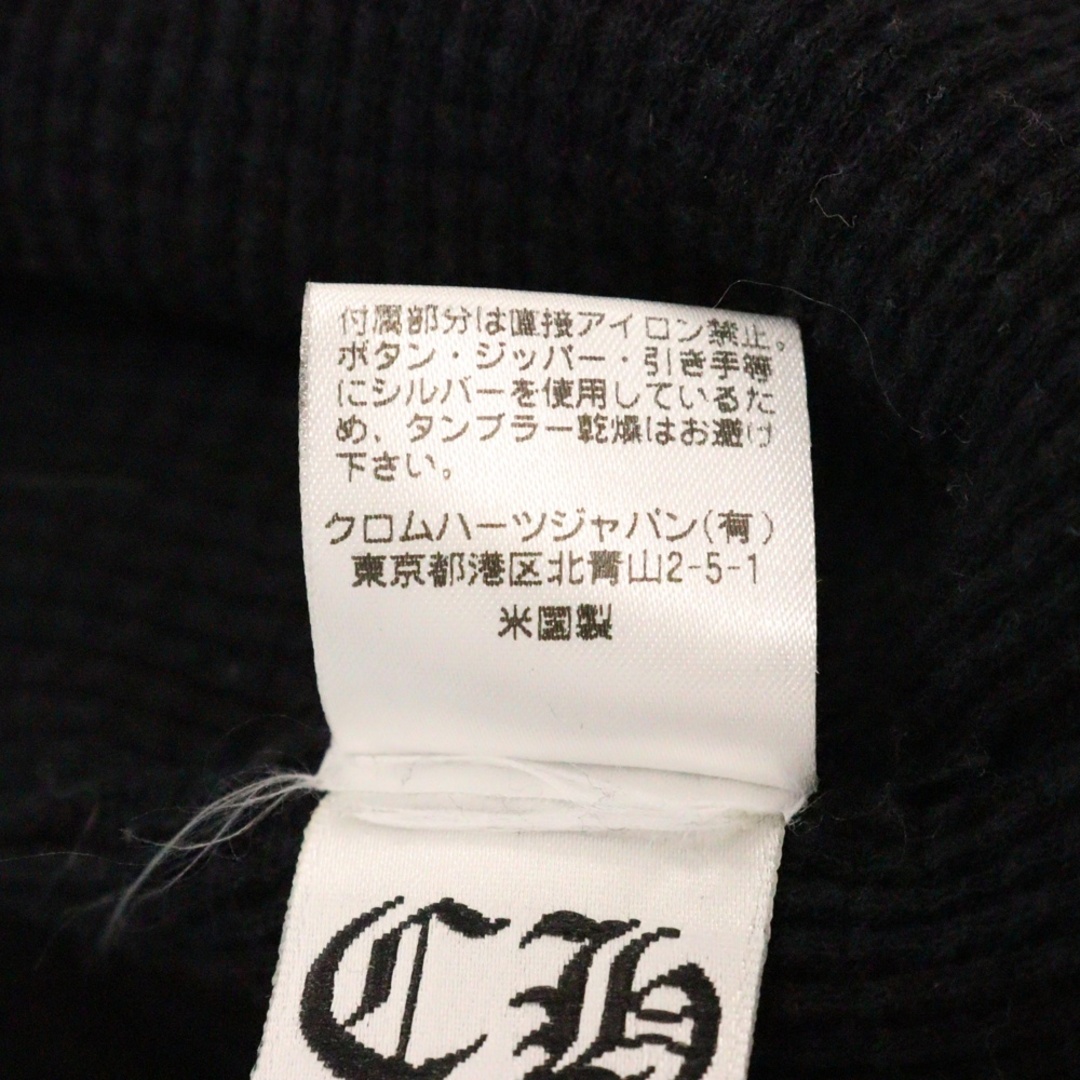 付属部分は直接アイロン禁止。
ボタン・ジッパー・引き手等
にシルバーを使用しているた
め、タンブラー乾燥はお避け
下さい。
クロムハーツジャパン(有)
東京都港区北青山2-5-1
米国製
CH